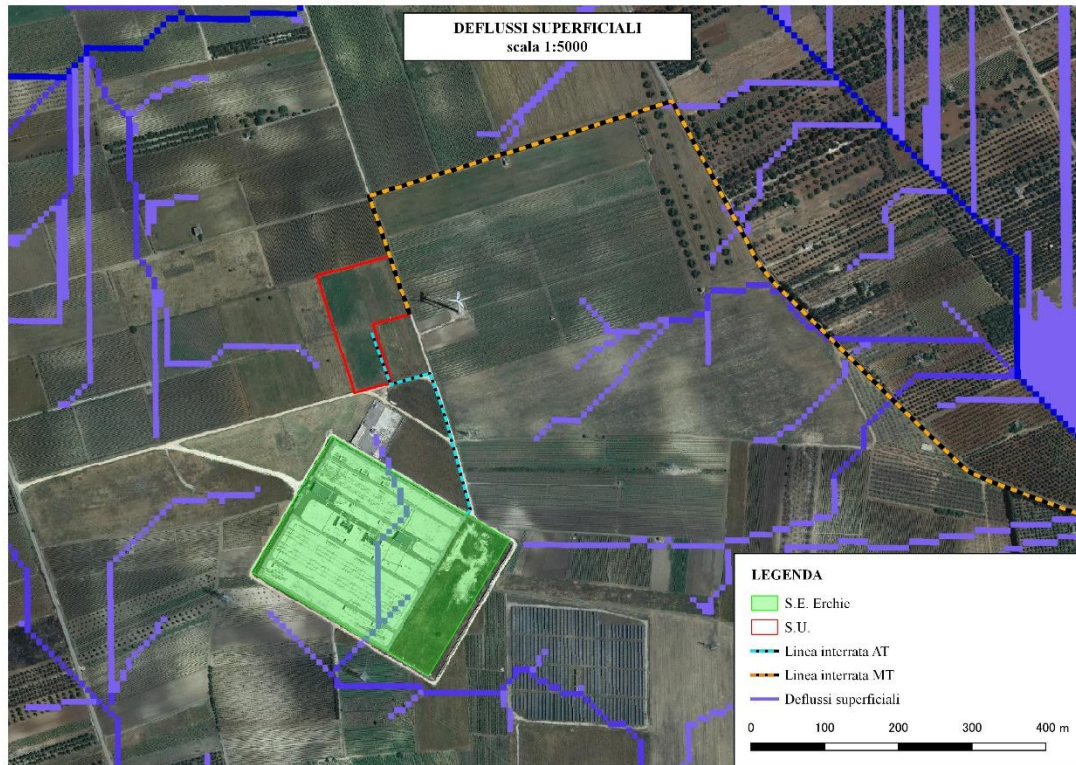 DEFLUSSI SUPERFICIALI
scala 1:5000
LEGENDA
S.E. Erchie
S.U.
Linea interrata AT
Linea interrata MT
Deflussi superficiali
0 100 200 300 400 m